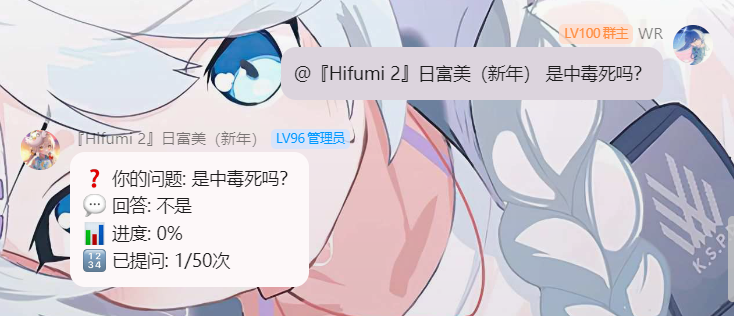 LV100 群主 WR
@『Hifumi 2』日富美（新年） 是中毒死吗?
『Hifumi 2』日富美（新年） LV96 管理员
❓ 你的问题: 是中毒死吗?
💬 回答: 不是
📊 进度: 0%
🔢 已提问: 1/50次
K.S.P